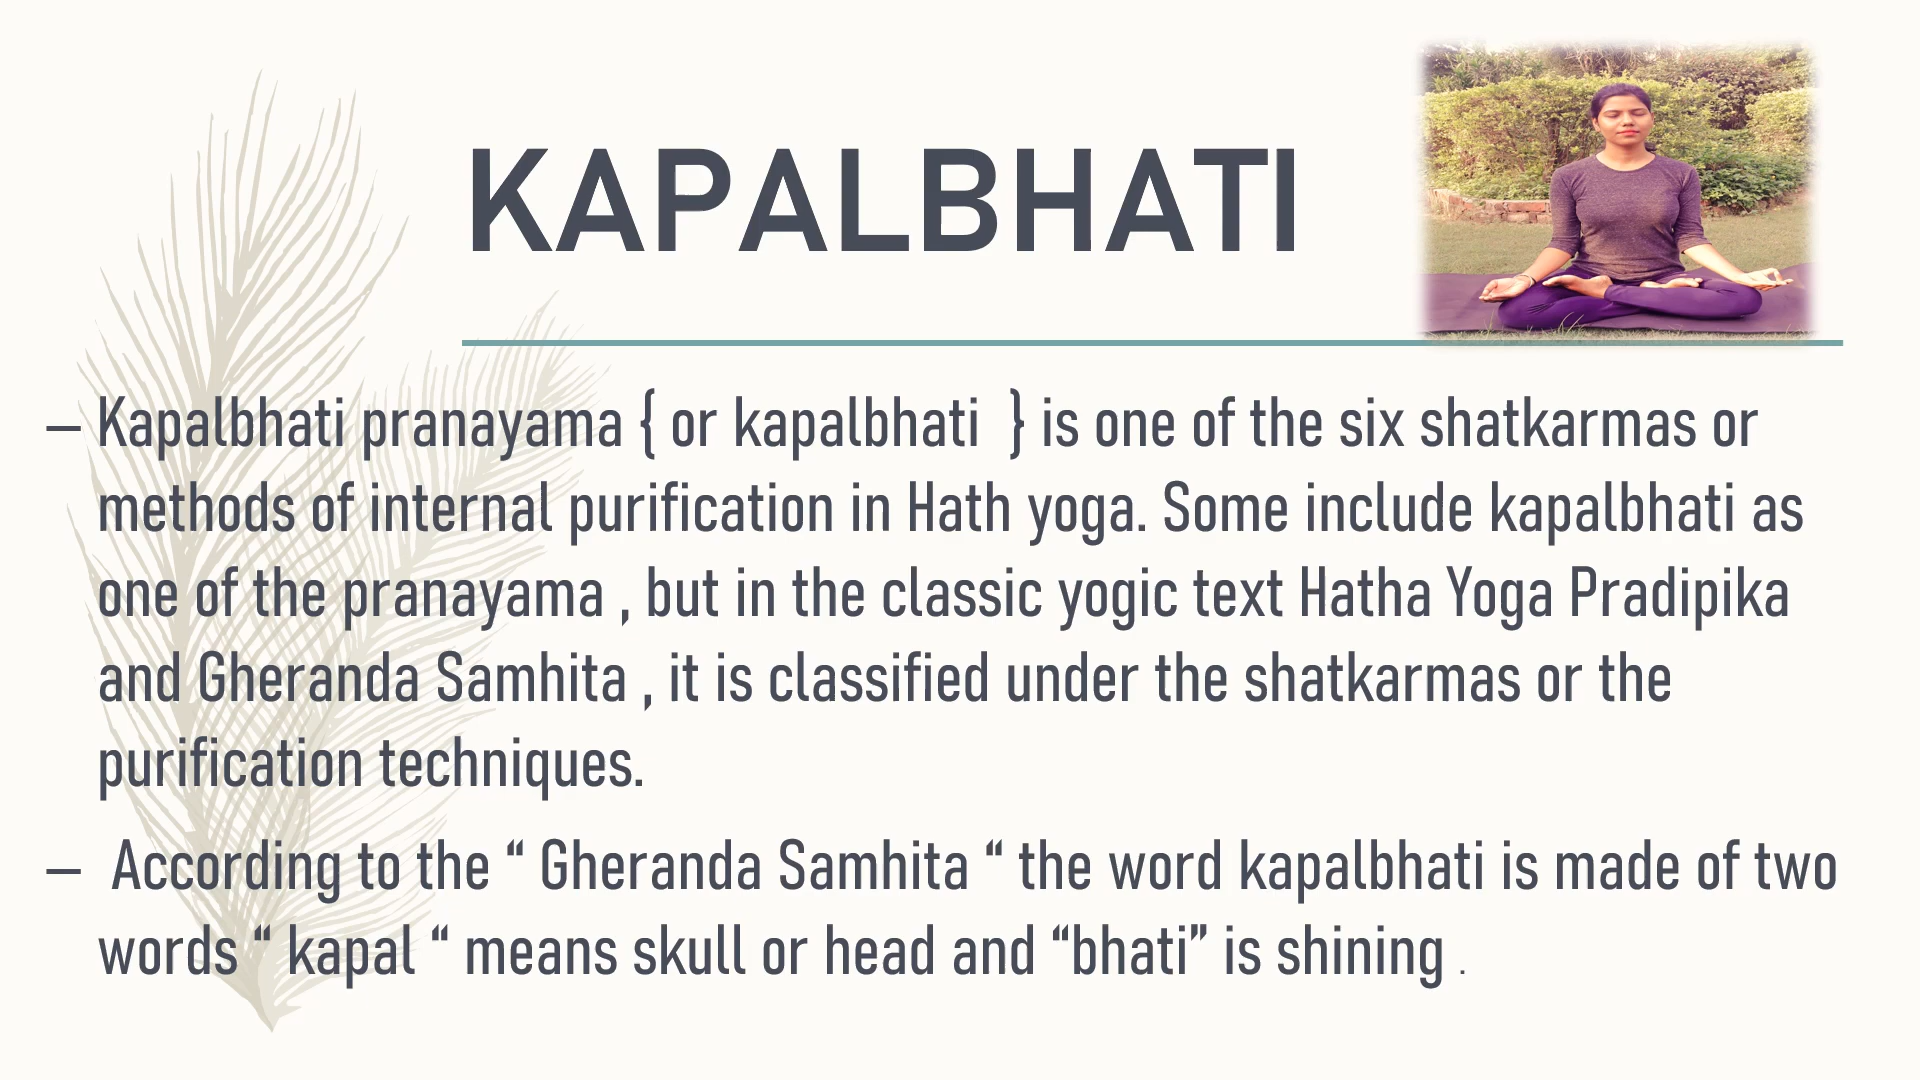 KAPALBHATI
– Kapalbhati pranayama { or kapalbhati  } is one of the six shatkarmas or
methods of internal purification in Hath yoga. Some include kapalbhati as
one of the pranayama , but in the classic yogic text Hatha Yoga Pradipika
and Gheranda Samhita , it is classified under the shatkarmas or the
purification techniques.
–  According to the “ Gheranda Samhita “ the word kapalbhati is made of two
words “ kapal “ means skull or head and “bhati” is shining .